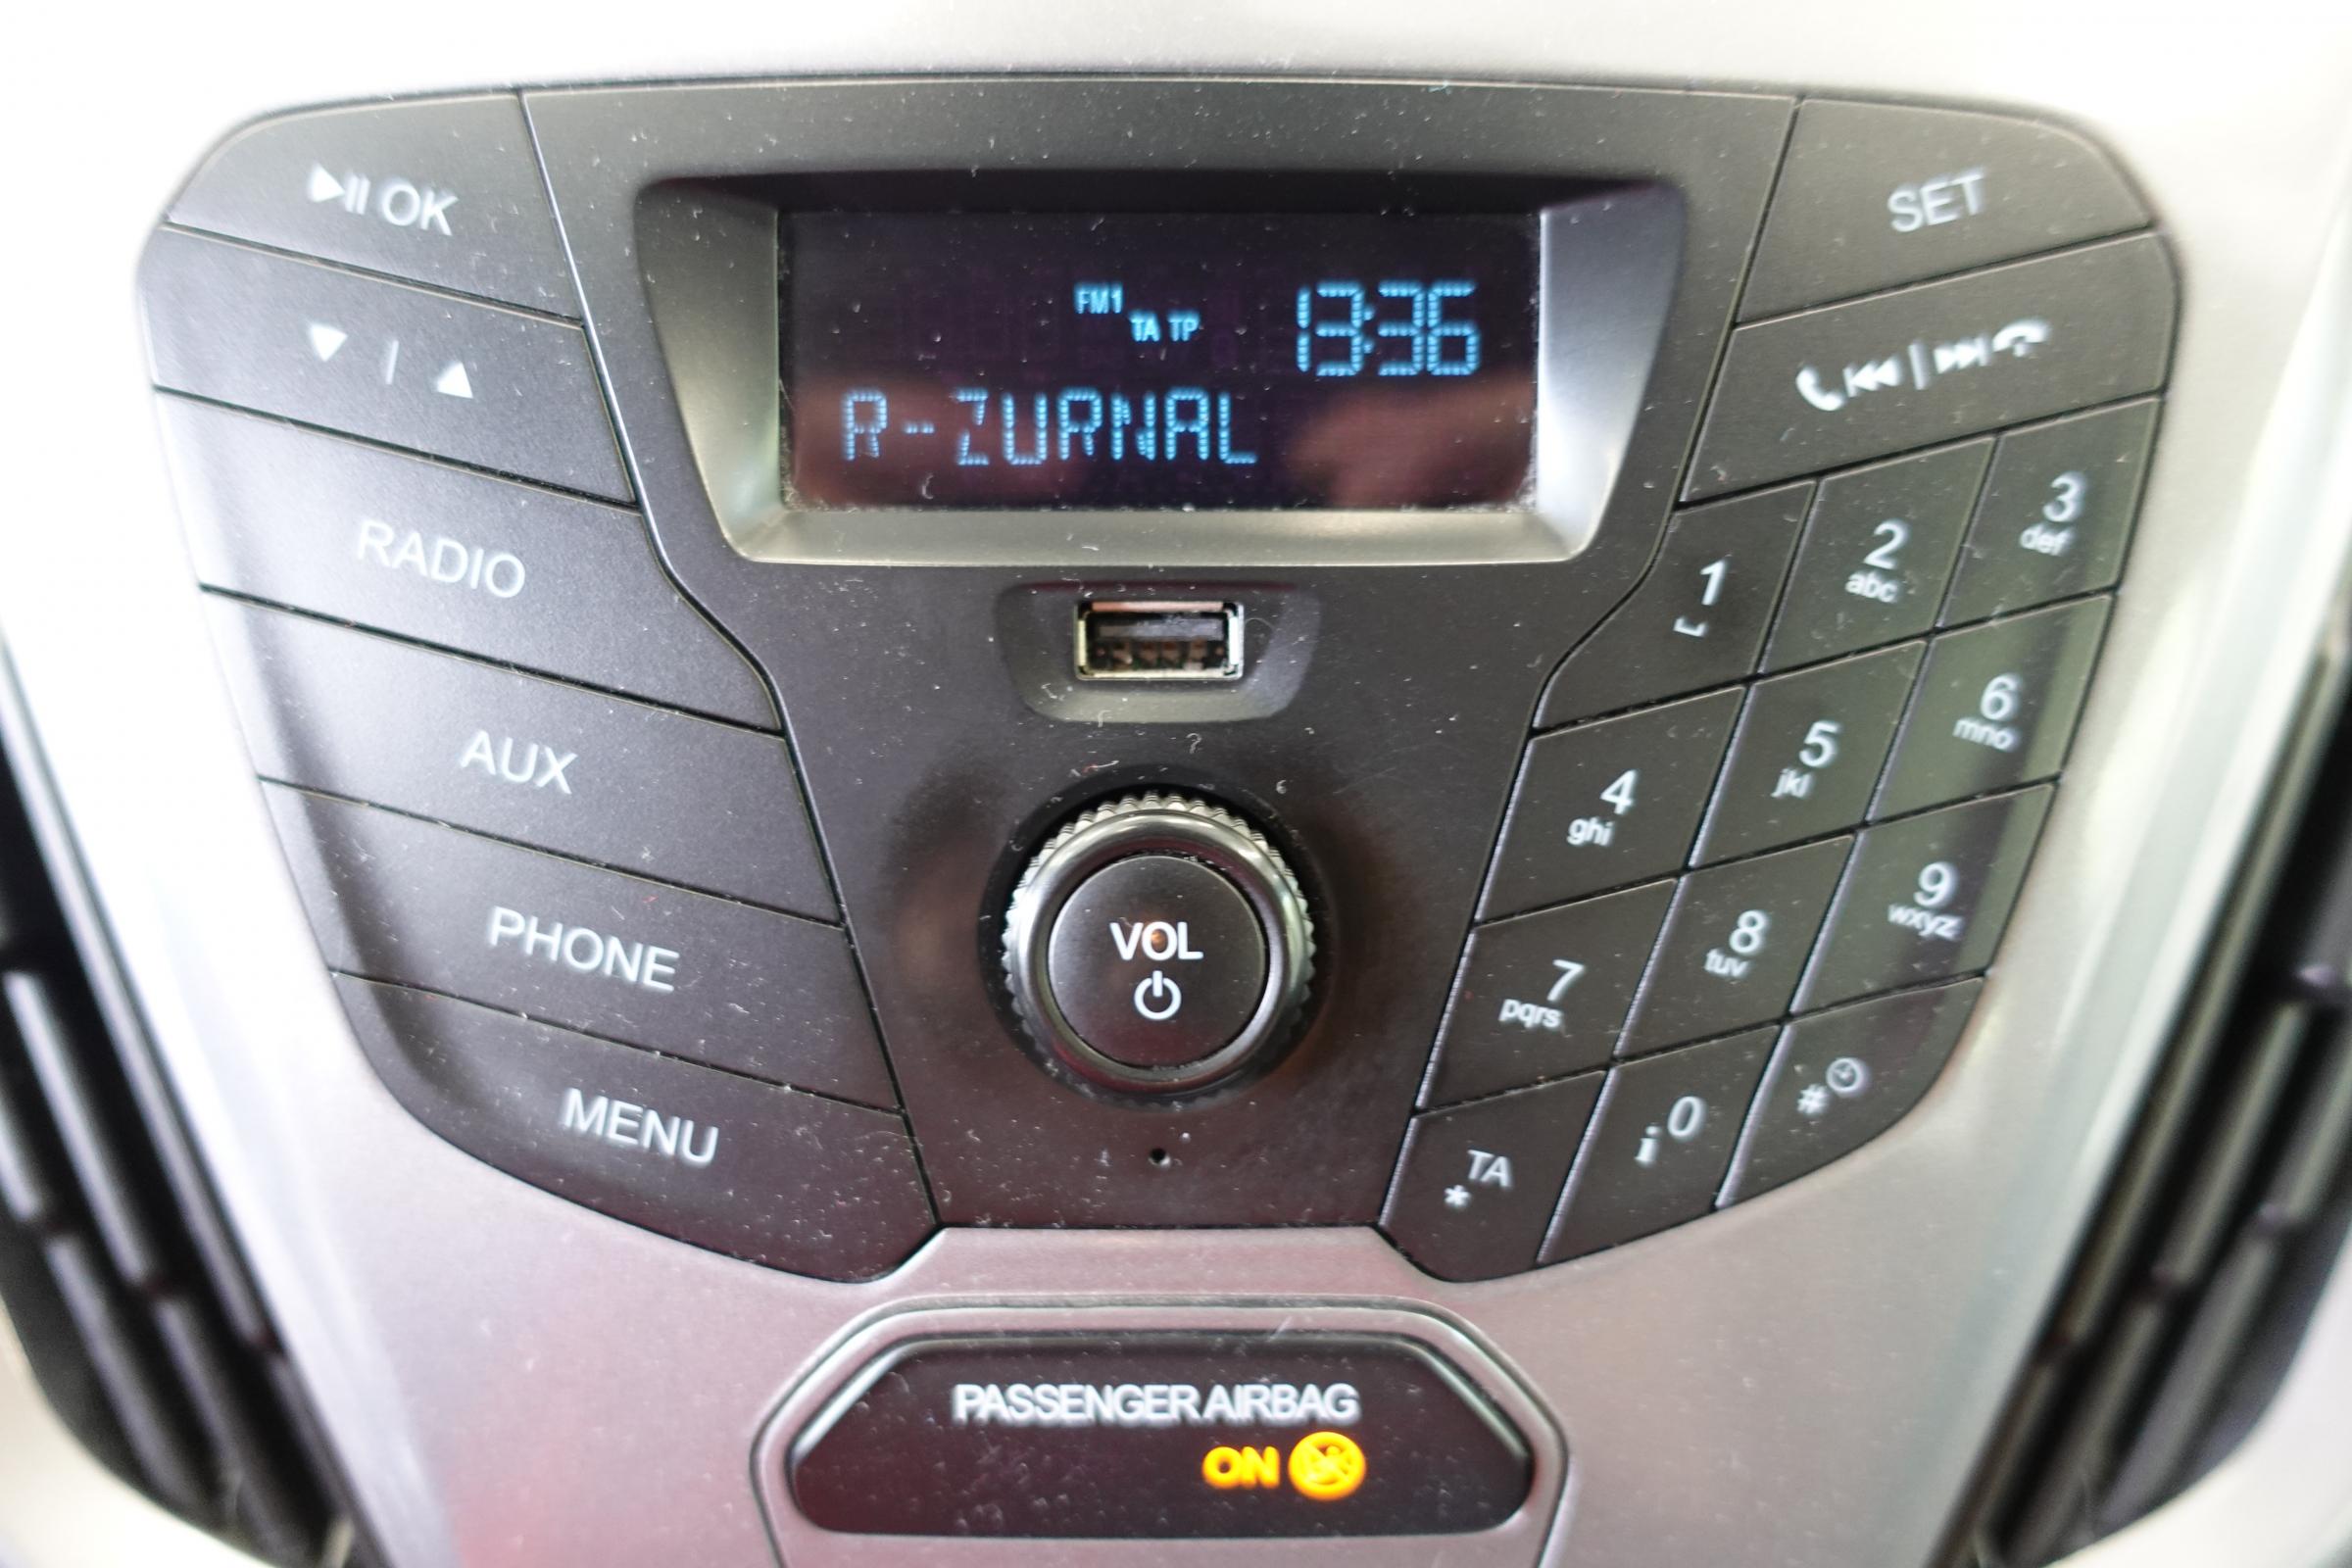 OK
SET
FM1
TA TP
13:36
R-ZURNAL
RADIO
AUX
PHONE
MENU
VOL
1
2
abc
3
def
4
ghi
5
jkl
6
mno
7
pqrs
8
tuv
9
wxyz
TA
*
i 0
#
PASSENGER AIRBAG
ON